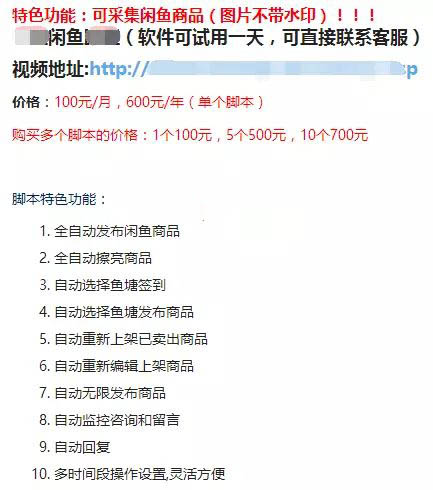 特色功能：可采集闲鱼商品（图片不带水印）！！！
闲鱼（软件可试用一天，可直接联系客服）
视频地址:http://sp
价格：100元/月，600元/年（单个脚本）
购买多个脚本的价格：1个100元，5个500元，10个700元
脚本特色功能：
1. 全自动发布闲鱼商品
2. 全自动擦亮商品
3. 自动选择鱼塘签到
4. 自动选择鱼塘发布商品
5. 自动重新上架已卖出商品
6. 自动重新编辑上架商品
7. 自动无限发布商品
8. 自动监控咨询和留言
9. 自动回复
10. 多时间段操作设置,灵活方便